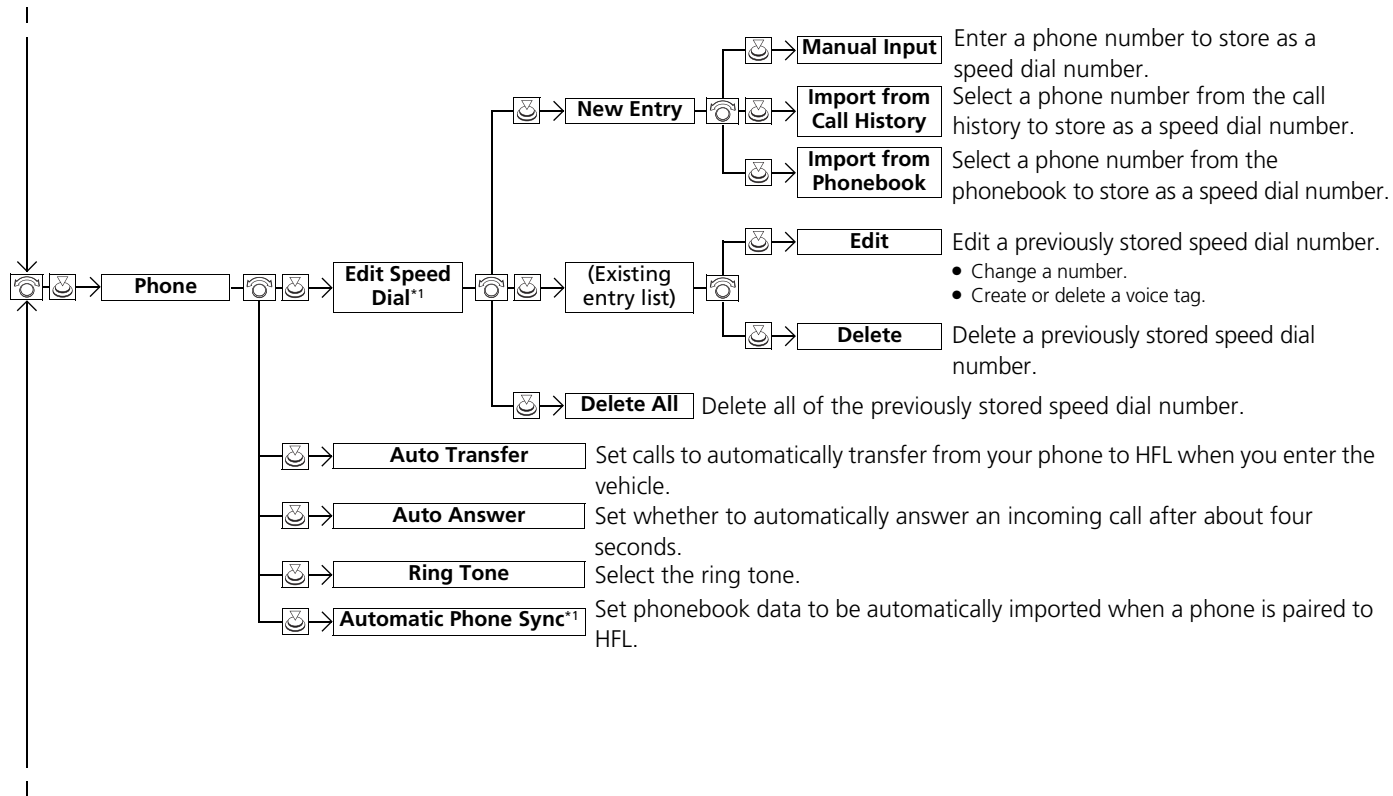 Manual Input
Enter a phone number to store as a
speed dial number.
New Entry
Import from
Call History
Select a phone number from the call
history to store as a speed dial number.
Import from
Phonebook
Select a phone number from the
phonebook to store as a speed dial number.
Phone
Edit Speed
Dial*1
(Existing
entry list)
Edit
Edit a previously stored speed dial number.
● Change a number.
● Create or delete a voice tag.
Delete
Delete a previously stored speed dial
number.
Delete All
Delete all of the previously stored speed dial number.
Auto Transfer
Set calls to automatically transfer from your phone to HFL when you enter the
vehicle.
Auto Answer
Set whether to automatically answer an incoming call after about four
seconds.
Ring Tone
Select the ring tone.
Automatic Phone Sync*1
Set phonebook data to be automatically imported when a phone is paired to
HFL.